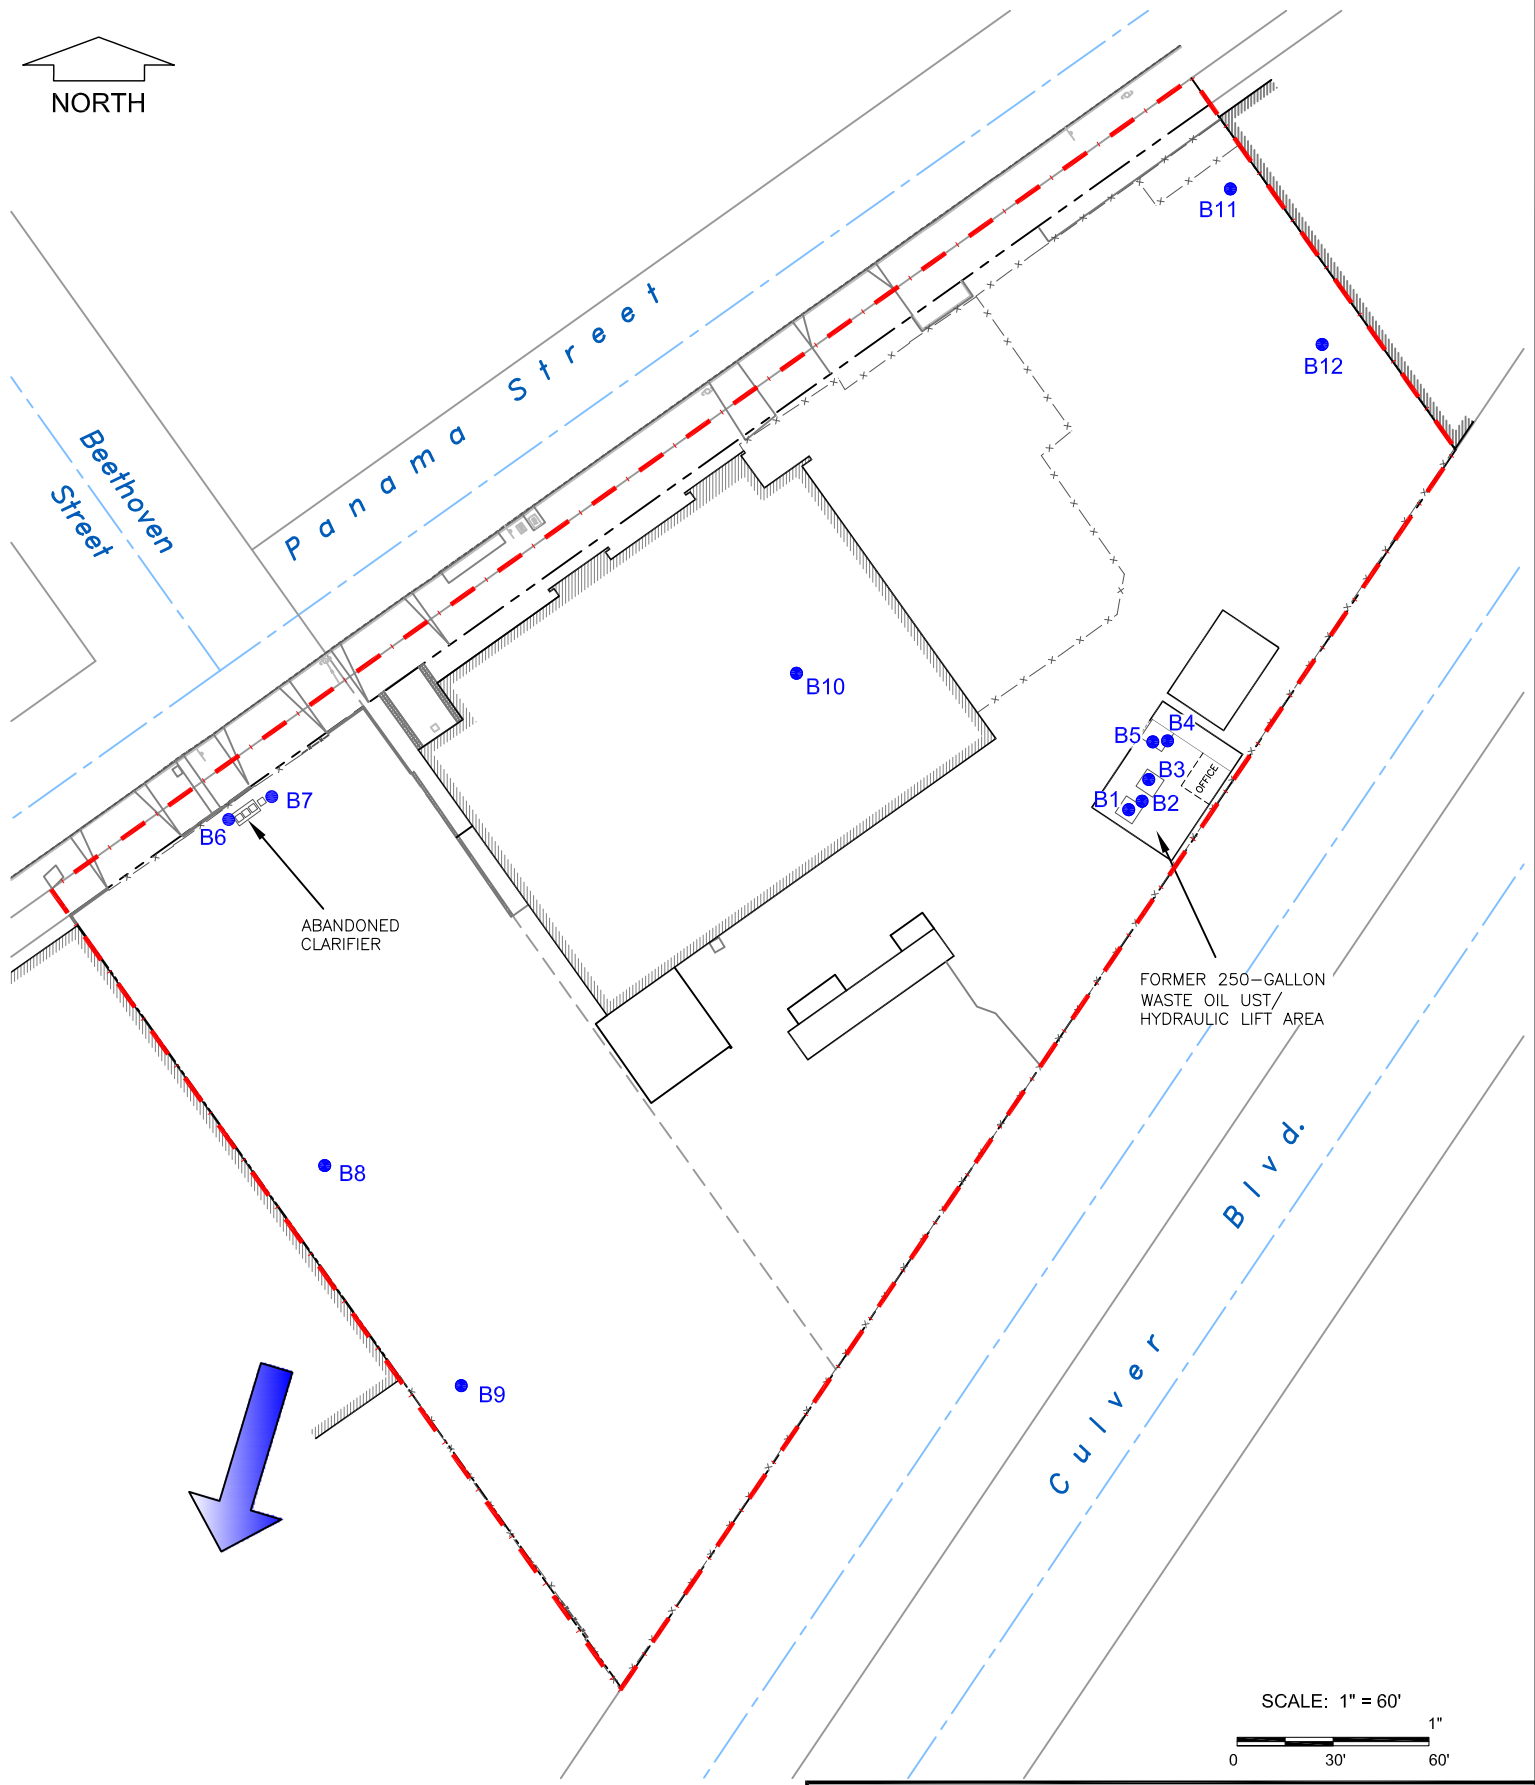 NORTH
B11
Panama Street
B12
Beethoven
Street
B10
B4
B5
B3
OFFICE
B1
B2
B7
B6
ABANDONED
CLARIFIER
FORMER 250-GALLON
WASTE OIL UST/
HYDRAULIC LIFT AREA
B8
Culver Blvd.
B9
SCALE: 1" = 60'
1"
0 30' 60'